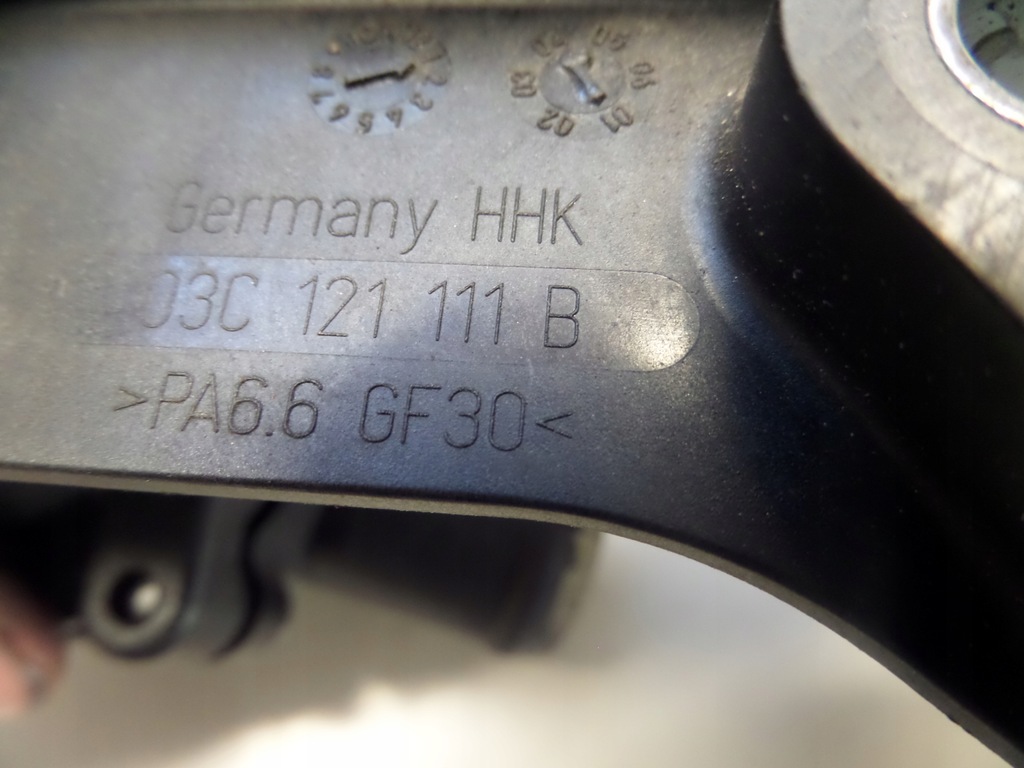 Germany HHK
03C 121 111 B
>PA6.6 GF30<